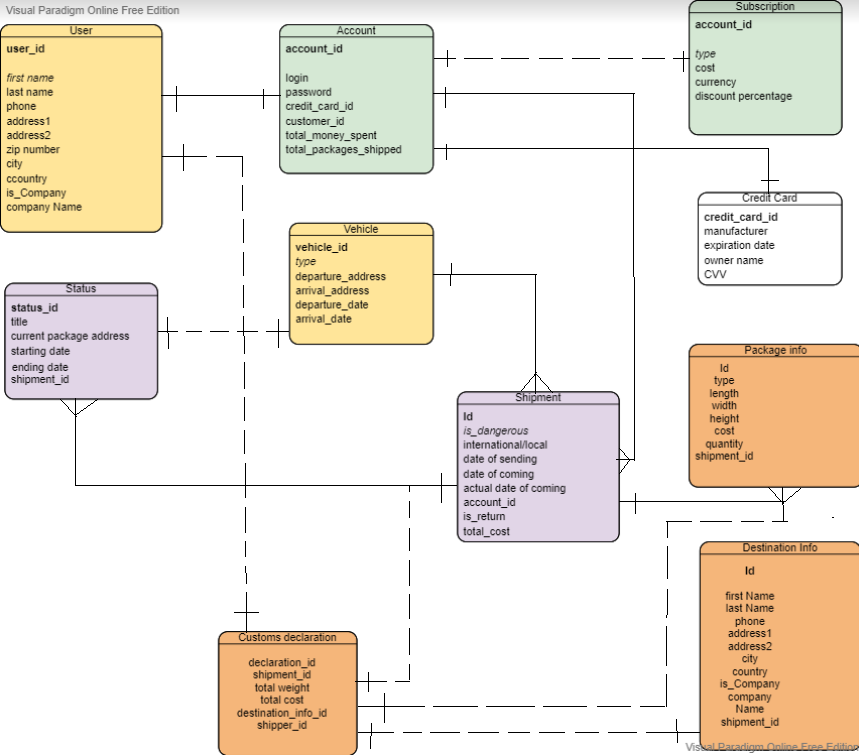 Visual Paradigm Online Free Edition
User
user_id
first name
last name
phone
address1
address2
zip number
city
ccountry
is_Company
company Name
Account
account_id
login
password
credit_card_id
customer_id
total_money_spent
total_packages_shipped
Subscription
account_id
type
cost
currency
discount percentage
Credit Card
credit_card_id
manufacturer
expiration date
owner name
CVV
Vehicle
vehicle_id
type
departure_address
arrival_address
departure_date
arrival_date
Status
status_id
title
current package address
starting date
ending date
shipment_id
Shipment
Id
is_dangerous
international/local
date of sending
date of coming
actual date of coming
account_id
is_return
total_cost
Package info
Id
type
length
width
height
cost
quantity
shipment_id
Destination Info
Id
first Name
last Name
phone
address1
address2
city
country
is_Company
company
Name
shipment_id
Customs declaration
declaration_id
shipment_id
total weight
total cost
destination_info_id
shipper_id
Visual Paradigm Online Free Edition